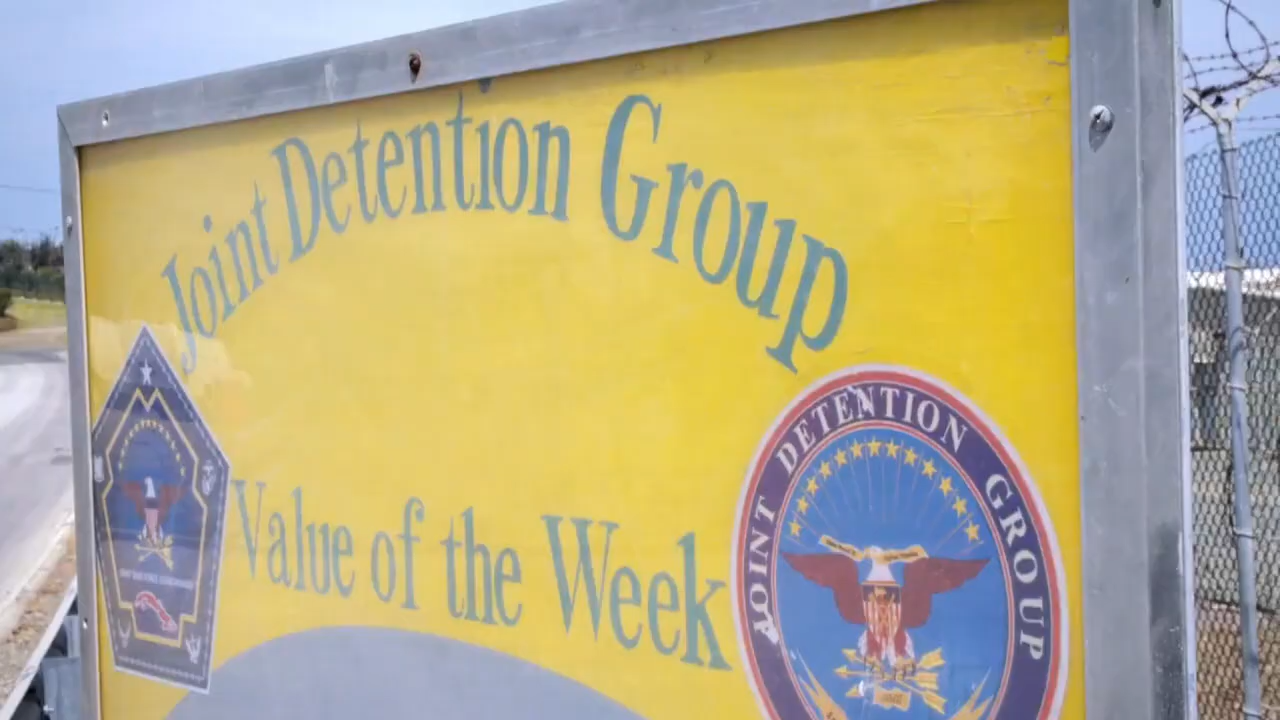 Joint Detention Group
Value of the Week
JOINT DETENTION GROUP